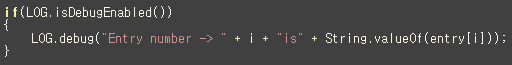 if(LOG.isDebugEnabled())
{
    LOG.debug("Entry number -> " + i + "is" + String.valueOf(entry[i]));
}